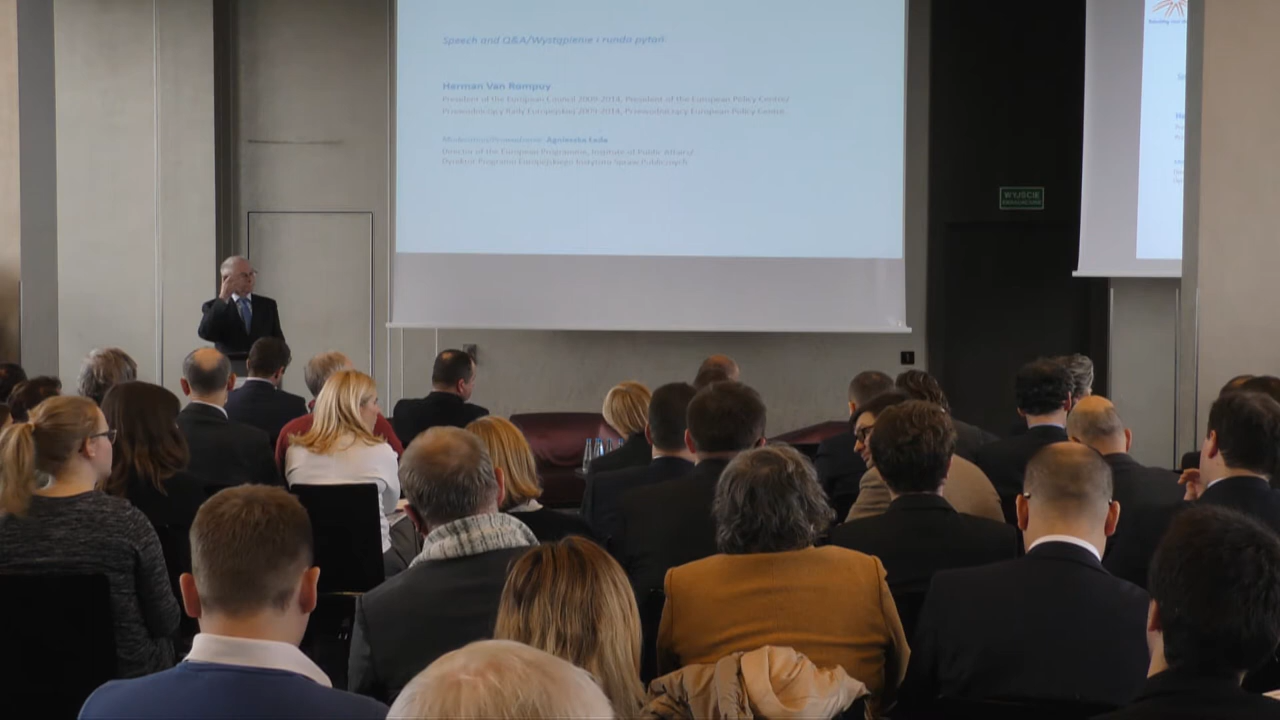 Speech and Q&A/Wystąpienie i runda pytań:
Herman Van Rompuy
President of the European Council 2009-2014, President of the European Policy Centre/
Przewodniczący Rady Europejskiej 2009-2014, Przewodniczący European Policy Centre
Moderator/Prowadzenie: Agnieszka Łada
Director of the European Programme, Institute of Public Affairs/
Dyrektor Programu Europejskiego Instytutu Spraw Publicznych
WYJŚCIE
EWAKUACYJNE